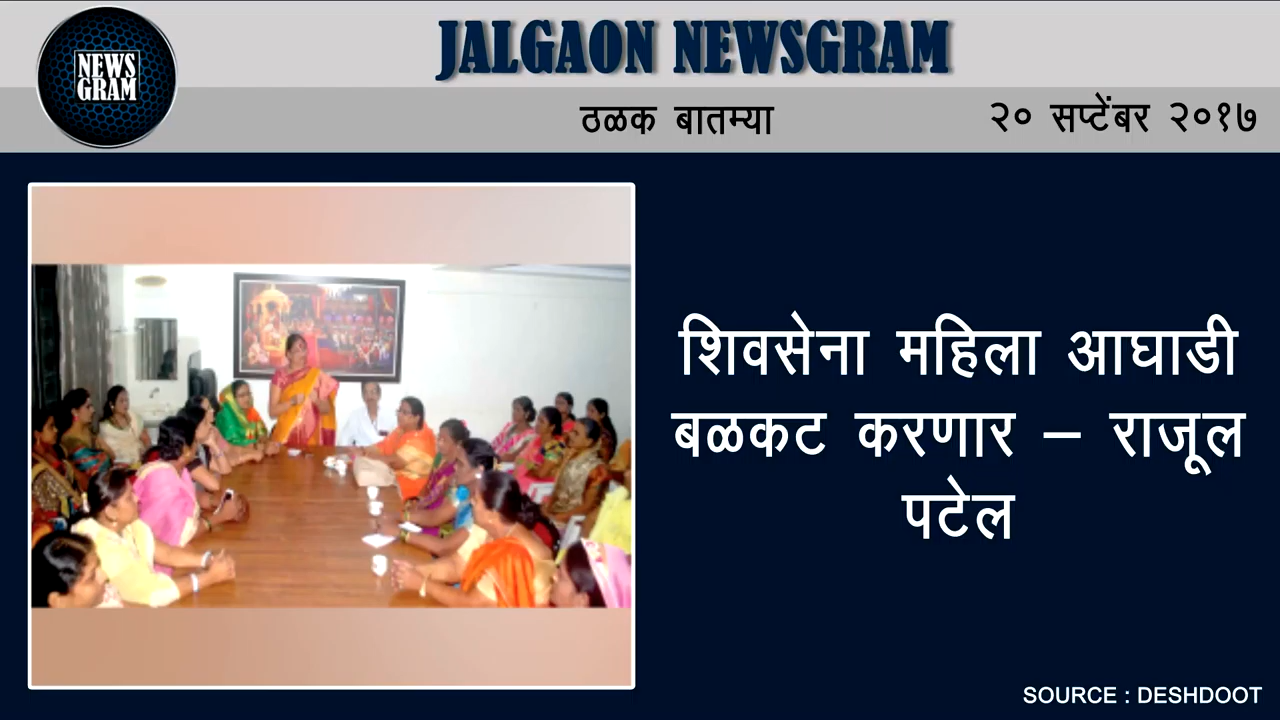 NEWS
GRAM
JALGAON NEWSGRAM
ठळक बातम्या
२० सप्टेंबर २०१७
शिवसेना महिला आघाडी
बळकट करणार – राजूल
पटेल
SOURCE : DESHDOOT